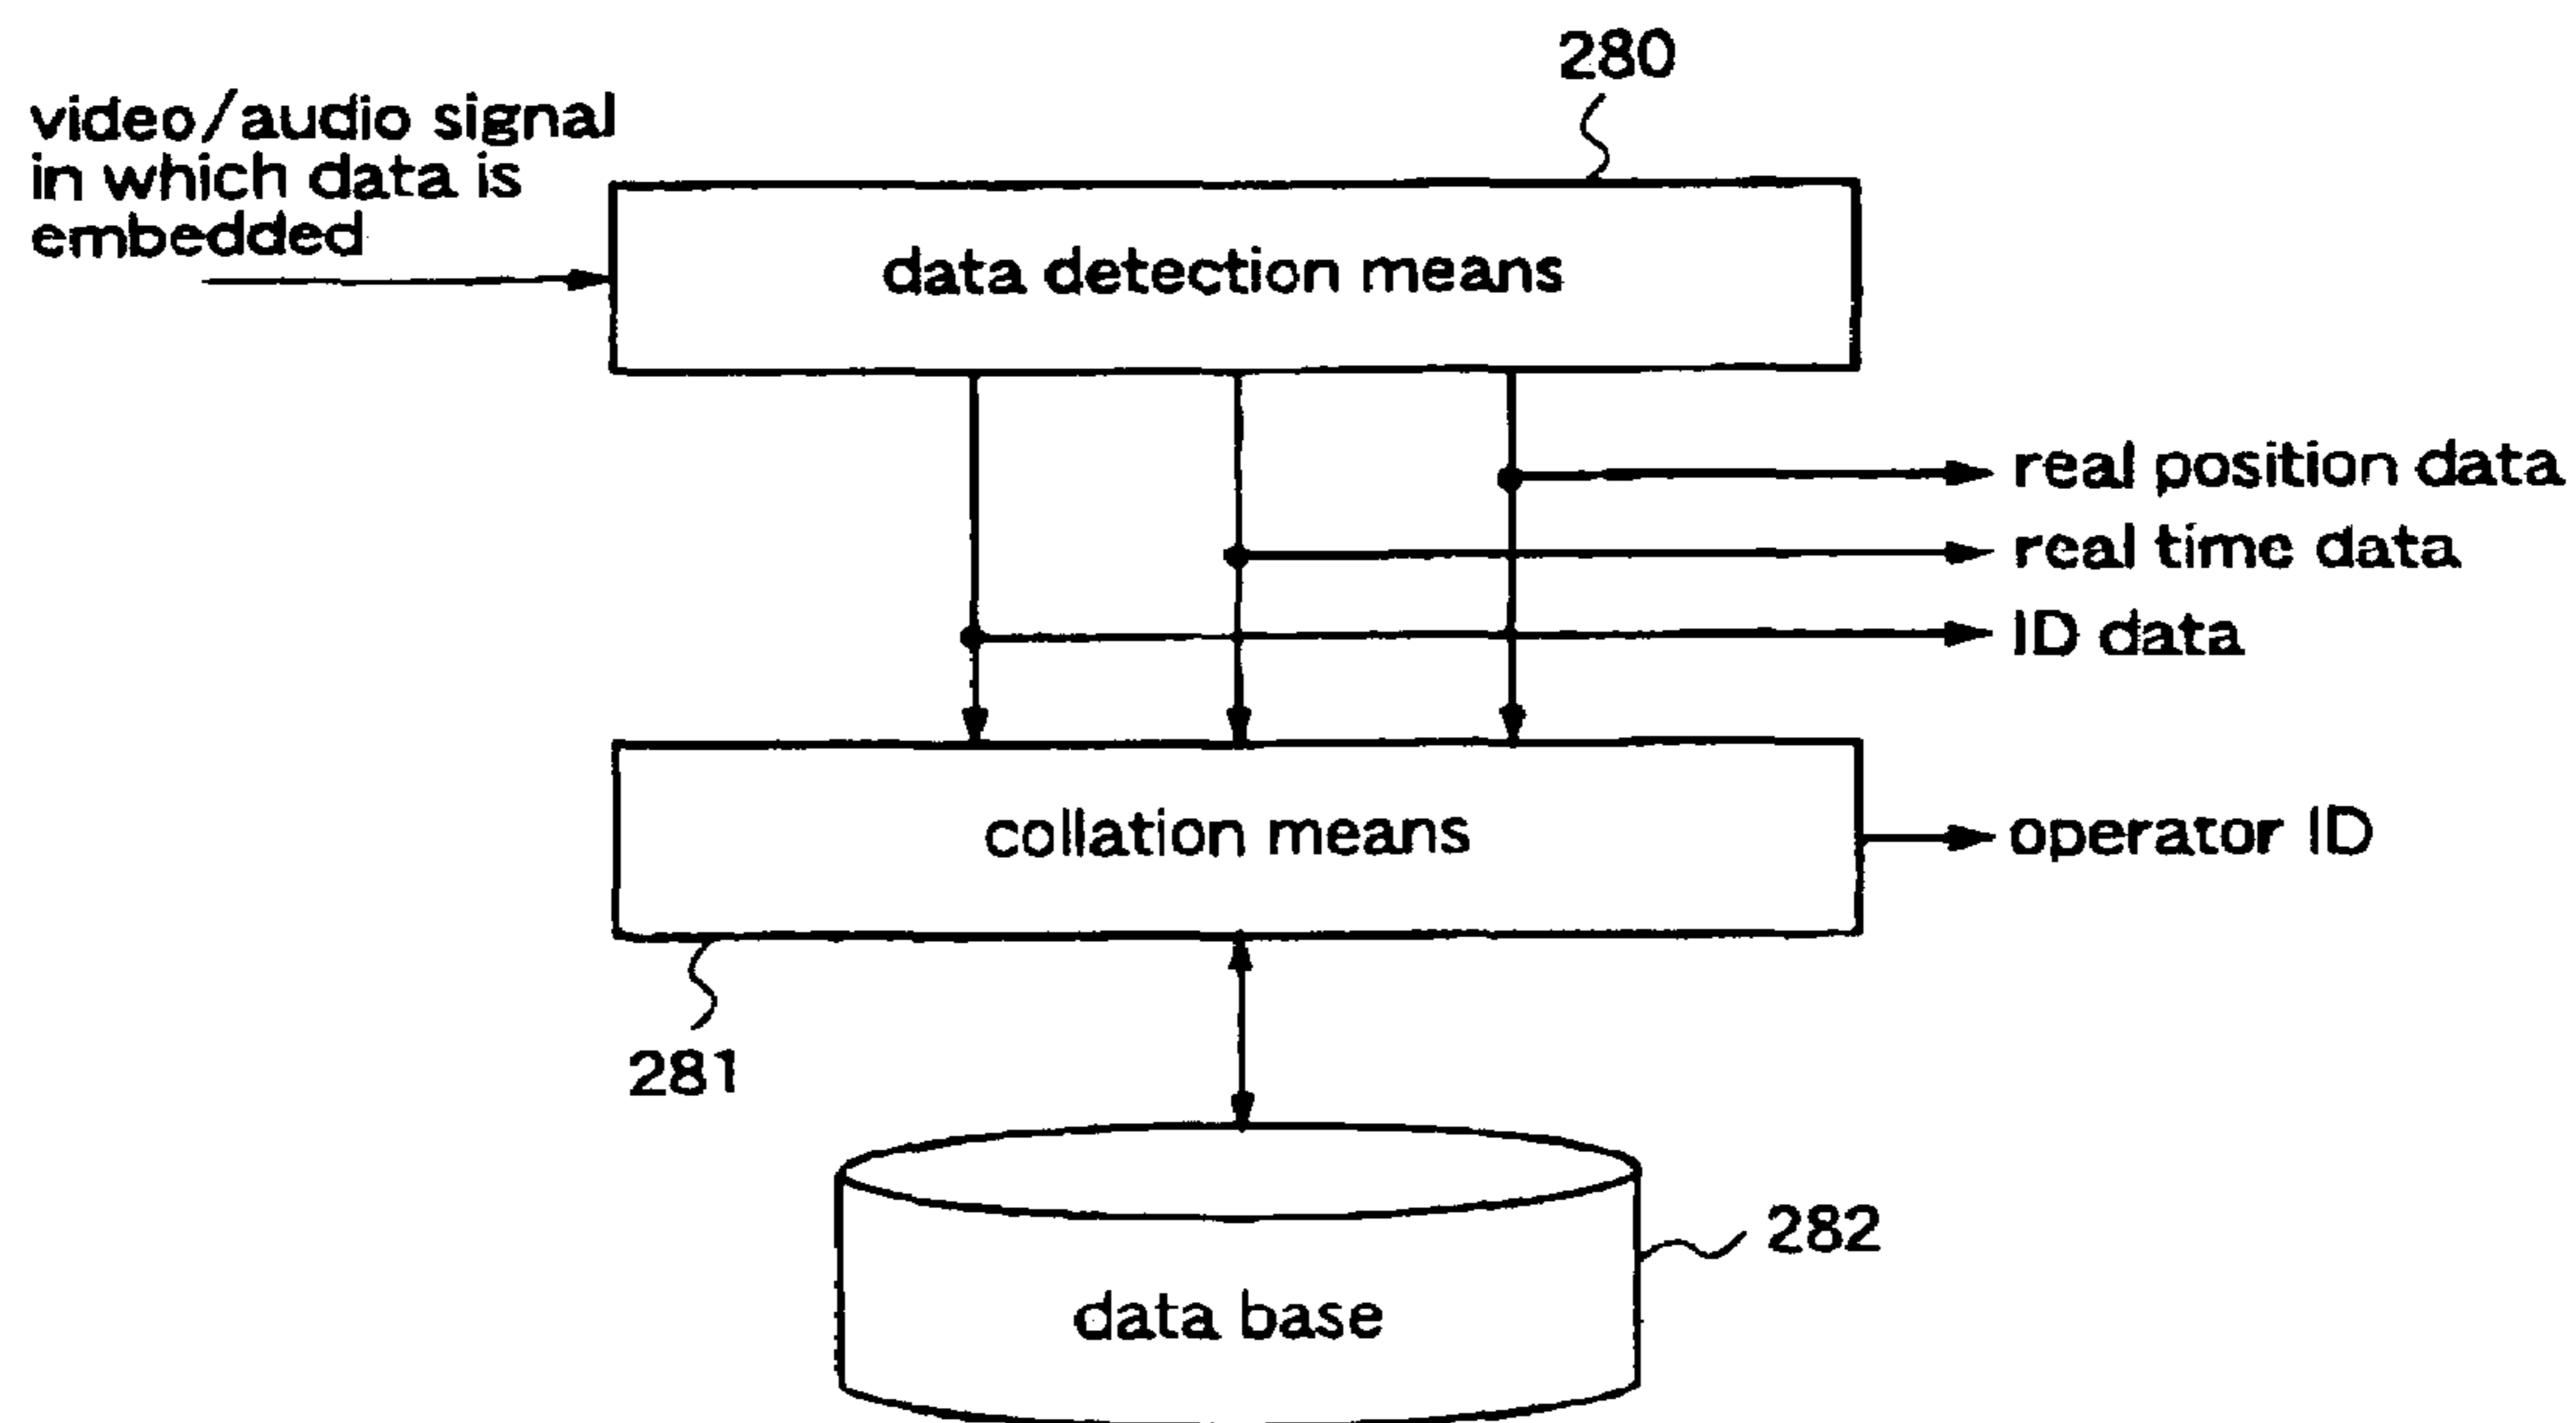 280
video/audio signal
in which data is
embedded
data detection means
real position data
real time data
ID data
collation means
operator ID
281
282
data base